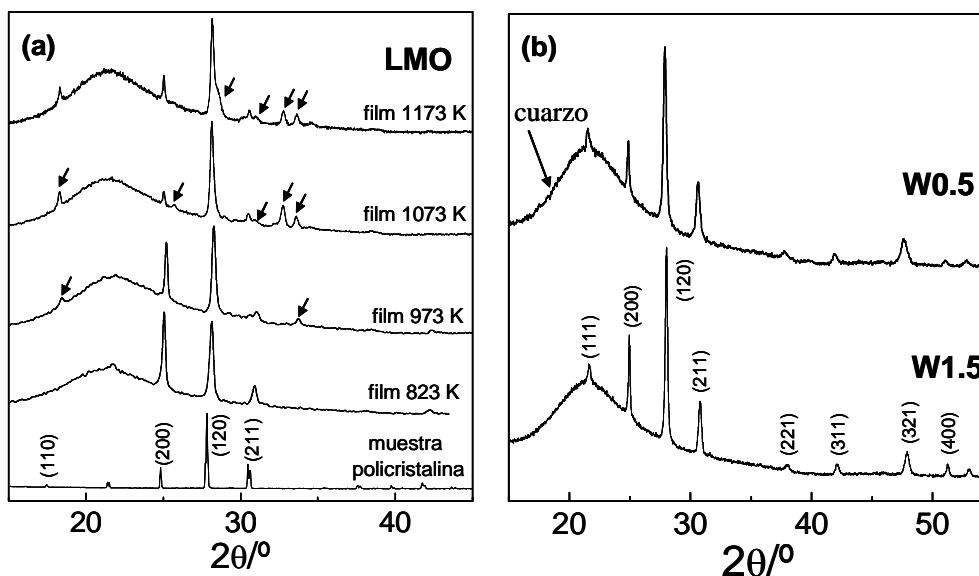 (a)
LMO
film 1173 K
film 1073 K
film 973 K
film 823 K
muestra
policristalina
(110)
(200)
(120)
(211)
20
30
40
2θ/⁰
(b)
cuarzo
W0.5
W1.5
(111)
(200)
(120)
(211)
(221)
(311)
(321)
(400)
20
30
40
50
2θ/⁰